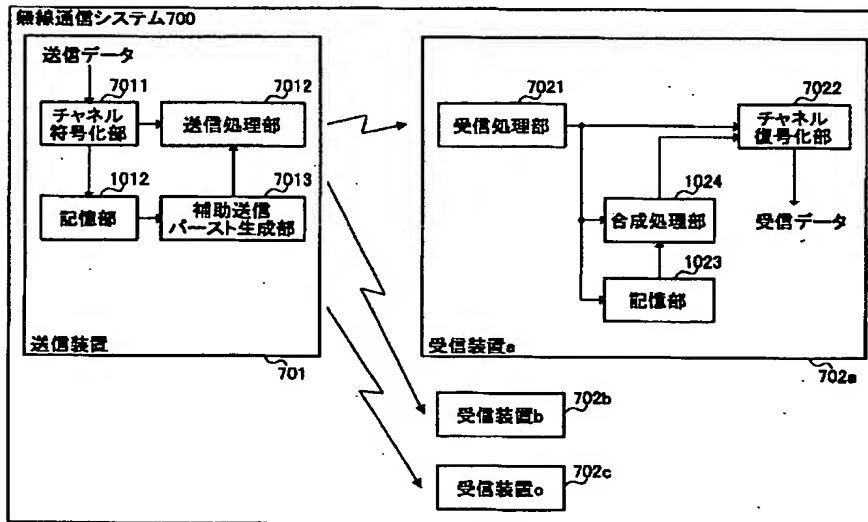 無線通信システム700
送信データ
7011
チャネル
符号化部
7012
送信処理部
1012
記憶部
7013
補助送信
バースト生成部
送信装置
701
7021
受信処理部
7022
チャネル
復号化部
1024
合成処理部
受信データ
1023
記憶部
受信装置a
702a
受信装置b
702b
受信装置c
702c